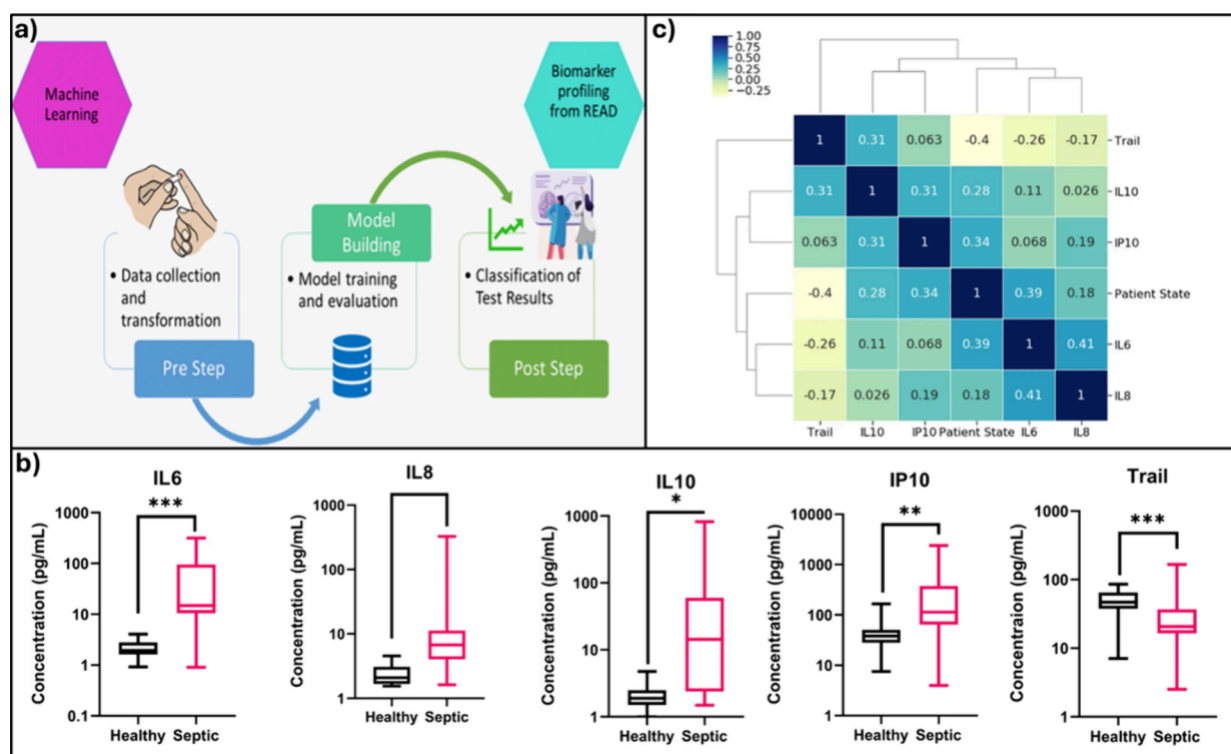 a)
Machine
Learning
Biomarker
profiling
from READ
Model
Building
• Data collection
and
transformation
• Model training
and evaluation
• Classification of
Test Results
Pre Step
Post Step
c)
1.00
0.75
0.50
0.25
0.00
−0.25
1 0.31 0.063 -0.4 -0.26 -0.17 Trail
0.31 1 0.31 0.28 0.11 0.026 IL10
0.063 0.31 1 0.34 0.068 0.19 IP10
-0.4 0.28 0.34 1 0.39 0.18 Patient State
-0.26 0.11 0.068 0.39 1 0.41 IL6
-0.17 0.026 0.19 0.18 0.41 1 IL8
Trail IL10 IP10 Patient State IL6 IL8
b)
IL6
***
Concentration (pg/mL)
1000
100
10
1
0.1
Healthy Septic
IL8
Concentration (pg/mL)
1000
100
10
1
Healthy Septic
IL10
*
Concentration (pg/mL)
1000
100
10
1
Healthy Septic
IP10
**
Concentration (pg/mL)
10000
1000
100
10
1
Healthy Septic
Trail
***
Concentraion (pg/mL)
1000
100
10
1
Healthy Septic